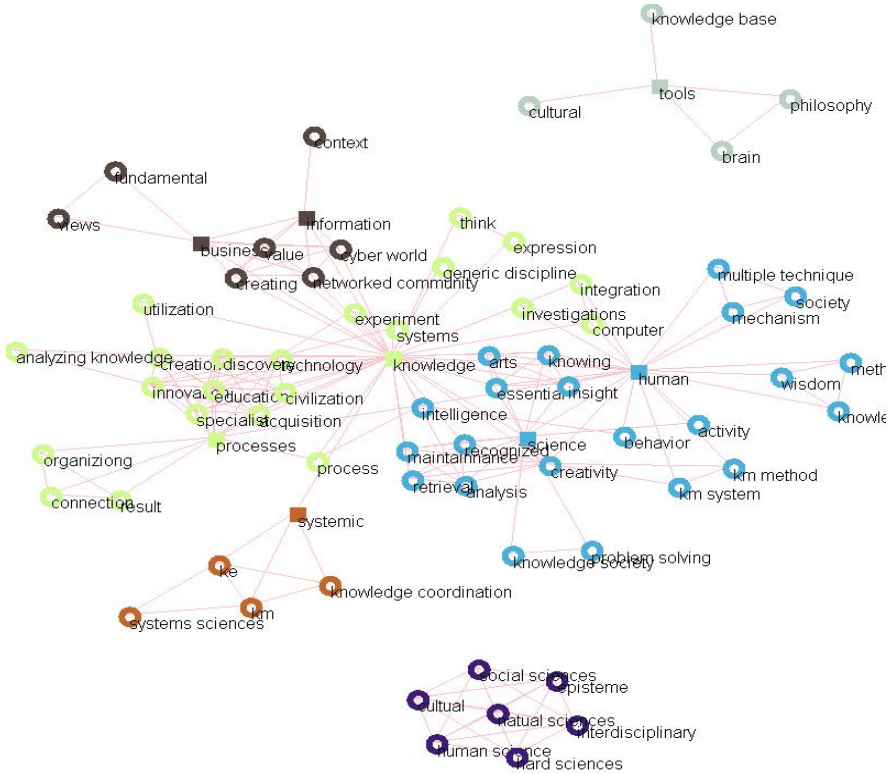 knowledge base
tools
cultural
philosophy
brain
context
fundamental
views
information
business
value
cyber world
creating
networked community
think
expression
generic discipline
integration
multiple technique
society
mechanism
utilization
experiment
investigations
systems
computer
analyzing knowledge
creation
discovery
technology
knowledge
arts
knowing
human
wisdom
meth
innova
educatio
civilization
essential
insight
specialist
acquisition
intelligence
knowle
processes
science
behavior
activity
organiziong
process
maintainnance
recognized
creativity
km method
connection
result
retrieval
analysis
km system
systemic
ke
knowledge society
problem solving
knowledge coordination
systems sciences
km
social sciences
episteme
cultual
natual sciences
interdisciplinary
human science
hard sciences